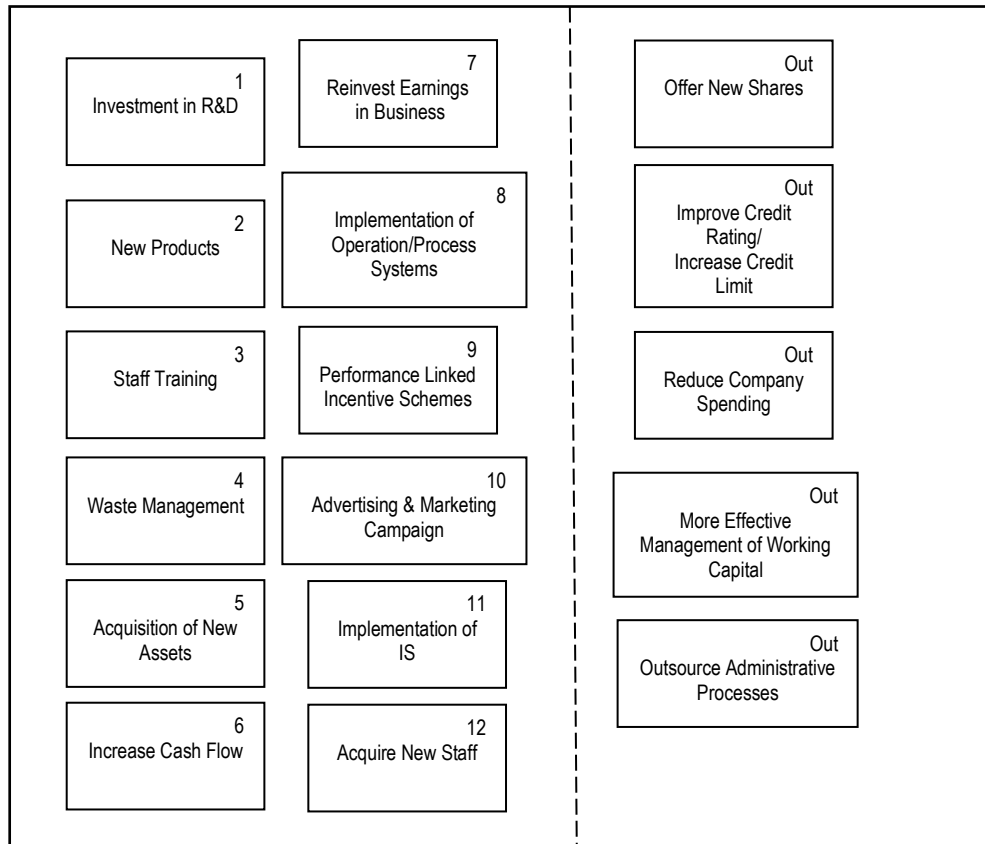 1
Investment in R&D
2
New Products
3
Staff Training
4
Waste Management
5
Acquisition of New
Assets
6
Increase Cash Flow
7
Reinvest Earnings
in Business
8
Implementation of
Operation/Process
Systems
9
Performance Linked
Incentive Schemes
10
Advertising & Marketing
Campaign
11
Implementation of
IS
12
Acquire New Staff
Out
Offer New Shares
Out
Improve Credit
Rating/
Increase Credit
Limit
Out
Reduce Company
Spending
Out
More Effective
Management of Working
Capital
Out
Outsource Administrative
Processes